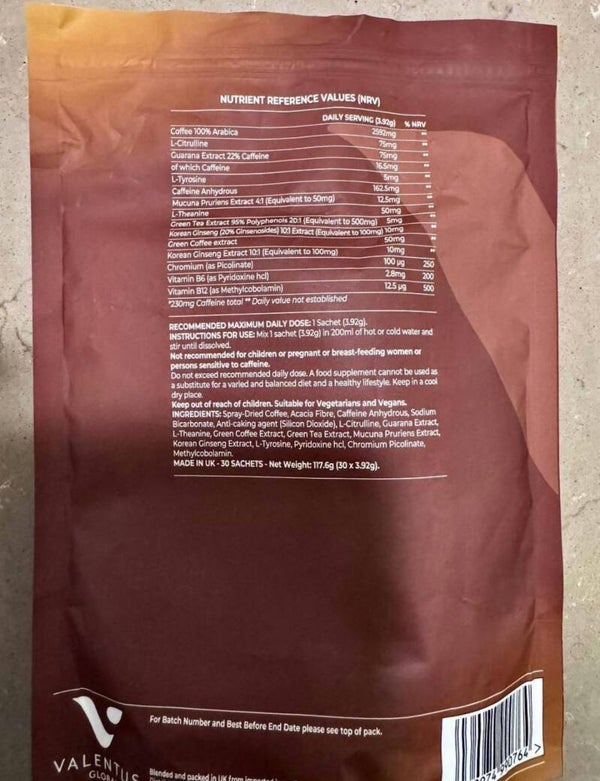 NUTRIENT REFERENCE VALUES (NRV)
DAILY SERVING (3.92g) % NRV
Coffee 100% Arabica 2592mg **
L-Citrulline 75mg **
Guarana Extract 22% Caffeine 75mg **
of which Caffeine 16.5mg **
L-Tyrosine 5mg **
Caffeine Anhydrous 162.5mg **
Mucuna Pruriens Extract 4:1 (Equivalent to 50mg) 12.5mg **
L-Theanine 50mg **
Green Tea Extract 95% Polyphenols 20:1 (Equivalent to 500mg) 5mg **
Korean Ginseng (20% Ginsenosides) 10:1 Extract (Equivalent to 100mg) 10mg **
Green Coffee extract 50mg **
Korean Ginseng Extract 10:1 (Equivalent to 100mg) 10mg **
Chromium (as Picolinate) 100 µg 250
Vitamin B6 (as Pyridoxine hcl) 2.8mg 200
Vitamin B12 (as Methylcobolamin) 12.5 µg 500
*230mg Caffeine total ** Daily value not established
RECOMMENDED MAXIMUM DAILY DOSE: 1 Sachet (3.92g).
INSTRUCTIONS FOR USE: Mix 1 sachet (3.92g) in 200ml of hot or cold water and
stir until dissolved.
Not recommended for children or pregnant or breast-feeding women or
persons sensitive to caffeine.
Do not exceed recommended daily dose. A food supplement cannot be used as
a substitute for a varied and balanced diet and a healthy lifestyle. Keep in a cool
dry place.
Keep out of reach of children. Suitable for Vegetarians and Vegans.
INGREDIENTS: Spray-Dried Coffee, Acacia Fibre, Caffeine Anhydrous, Sodium
Bicarbonate, Anti-caking agent (Silicon Dioxide), L-Citrulline, Guarana Extract,
L-Theanine, Green Coffee Extract, Green Tea Extract, Mucuna Pruriens Extract,
Korean Ginseng Extract, L-Tyrosine, Pyridoxine hcl, Chromium Picolinate,
Methylcobolamin.
MADE IN UK - 30 SACHETS - Net Weight: 117.6g (30 x 3.92g).
For Batch Number and Best Before End Date please see top of pack.
VALENTUS
GLOBA
Blended and packed in UK from